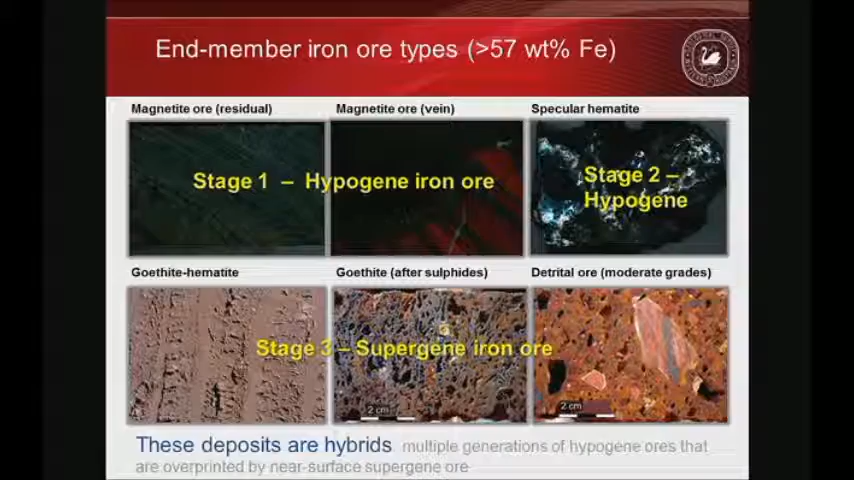 End-member iron ore types (>57 wt% Fe)
Magnetite ore (residual)
Magnetite ore (vein)
Specular hematite
Stage 1 – Hypogene iron ore
Stage 2 –
Hypogene
Goethite-hematite
Goethite (after sulphides)
Detrital ore (moderate grades)
Stage 3 – Supergene iron ore
2 cm
2 cm
These deposits are hybrids multiple generations of hypogene ores that
are overprinted by near-surface supergene ore